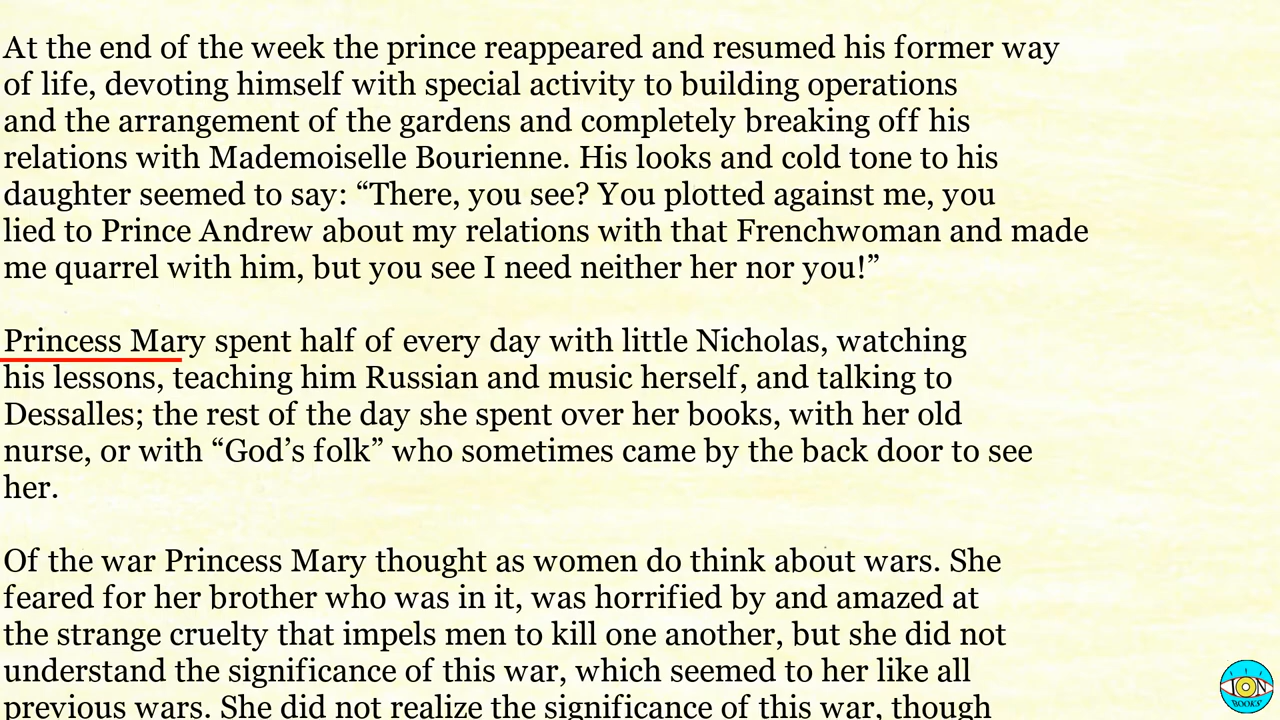 At the end of the week the prince reappeared and resumed his former way
of life, devoting himself with special activity to building operations
and the arrangement of the gardens and completely breaking off his
relations with Mademoiselle Bourienne. His looks and cold tone to his
daughter seemed to say: “There, you see? You plotted against me, you
lied to Prince Andrew about my relations with that Frenchwoman and made
me quarrel with him, but you see I need neither her nor you!”
Princess Mary spent half of every day with little Nicholas, watching
his lessons, teaching him Russian and music herself, and talking to
Dessalles; the rest of the day she spent over her books, with her old
nurse, or with “God’s folk” who sometimes came by the back door to see
her.
Of the war Princess Mary thought as women do think about wars. She
feared for her brother who was in it, was horrified by and amazed at
the strange cruelty that impels men to kill one another, but she did not
understand the significance of this war, which seemed to her like all
previous wars. She did not realize the significance of this war, though
ION
BOOKS